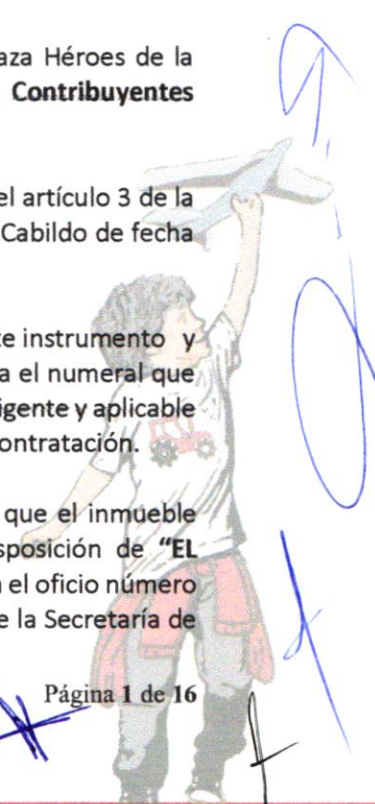 aza Héroes de la
Contribuyentes
el artículo 3 de la
Cabildo de fecha
te instrumento y
a el numeral que
igente y aplicable
ontratación.
que el inmueble
sposición de “EL
el oficio número
e la Secretaría de
Página 1 de 16